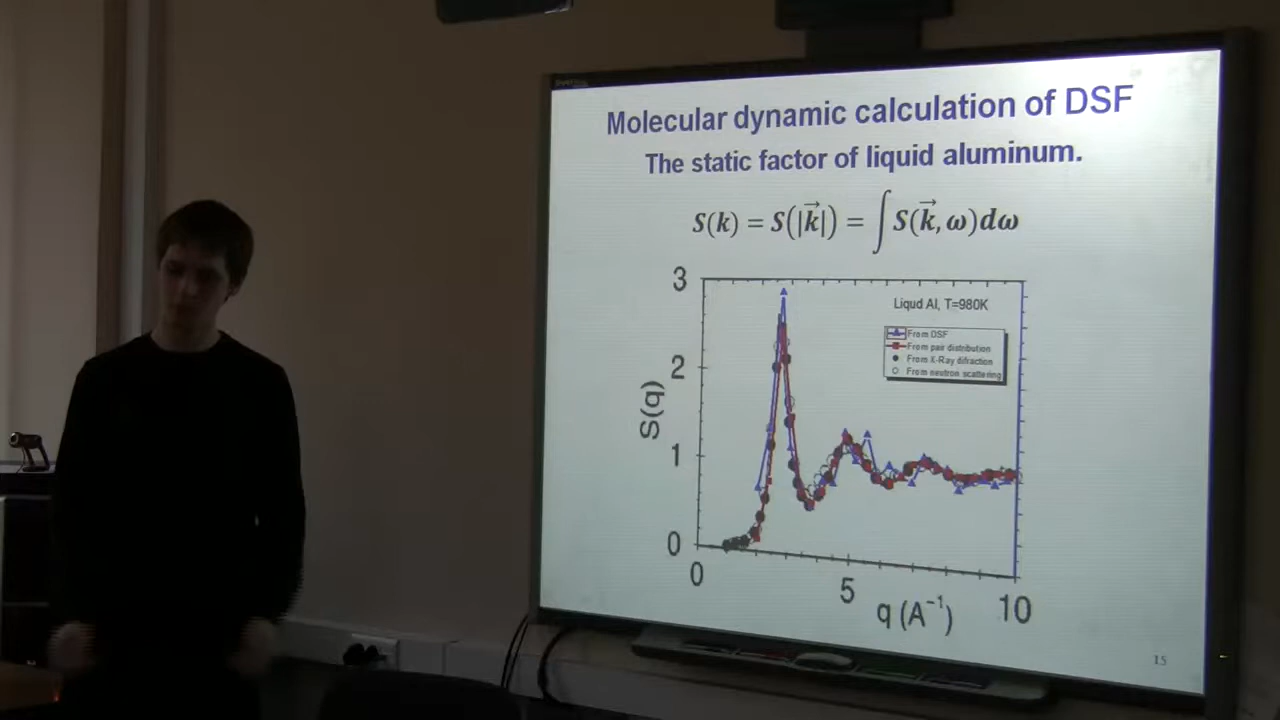 Molecular dynamic calculation of DSF
The static factor of liquid aluminum.
S(k) = S(|k⃗|) = ∫ S(k⃗, ω)dω
3
2
1
0
S(q)
Liqud Al, T=980K
From DSF
From pair distribution
From X-Ray difraction
From neutron scattering
0
5
10
q (A⁻¹)
15